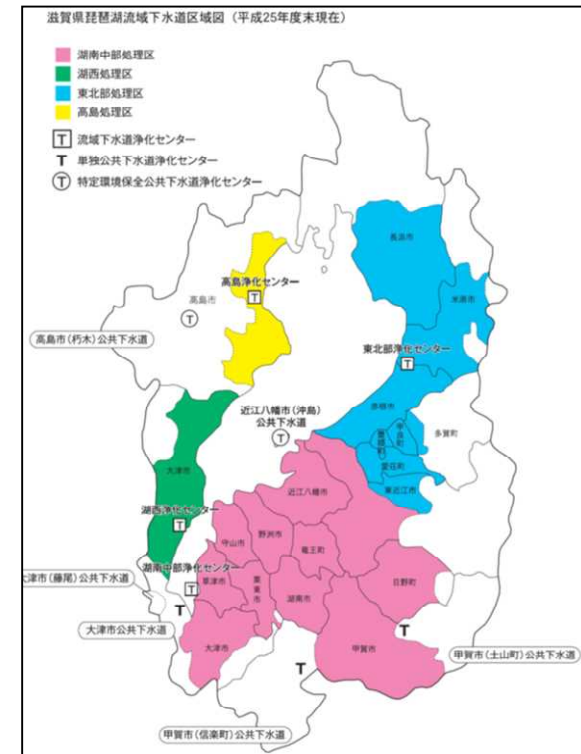 滋賀県琵琶湖流域下水道区域図（平成25年度末現在）
湖南中部処理区
湖西処理区
東北部処理区
高島処理区
T 流域下水道浄化センター
T 単独公共下水道浄化センター
T 特定環境保全公共下水道浄化センター
長浜市
米原市
高島浄化センター
T
高島市
T
高島市（朽木）公共下水道
東北部浄化センター
T
彦根市
多賀町
甲良町
豊郷町
愛荘町
東近江市
近江八幡市（沖島）
公共下水道
T
大津市
近江八幡市
湖西浄化センター
T
守山市
野洲市
竜王町
湖南中部浄化センター
T
草津市
栗東市
湖南市
日野町
大津市（藤尾）公共下水道
T
大津市公共下水道
大津市
甲賀市
T
甲賀市（土山町）公共下水道
T
甲賀市（信楽町）公共下水道